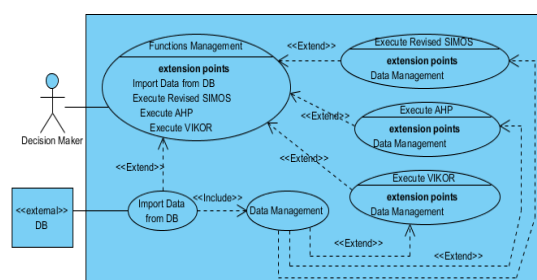 Functions Management
extension points
Import Data from DB
Execute Revised SIMOS
Execute AHP
Execute VIKOR
<<Extend>>
Execute Revised SIMOS
extension points
Data Management
<<Extend>>
Execute AHP
extension points
Data Management
Decision Maker
<<Extend>>
<<Extend>>
Execute VIKOR
extension points
Data Management
<<external>>
DB
Import Data
from DB
<<Include>>
Data Management
<<Extend>>
<<Extend>>